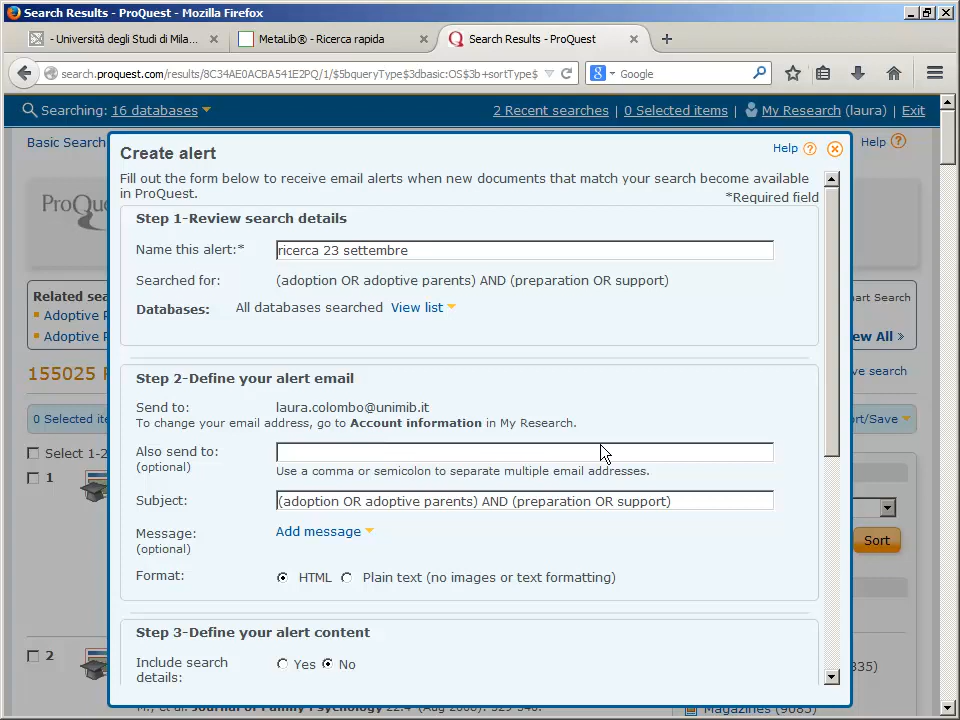 Search Results - ProQuest - Mozilla Firefox
- Università degli Studi di Mila...
MetaLib® - Ricerca rapida
Search Results - ProQuest
search.proquest.com/results/8C34AE0ACBA541E2PQ/1/$5bqueryType$3dbasic:OS$3b+sortType$
Google
Searching: 16 databases
2 Recent searches | 0 Selected items | My Research (laura) | Exit
Basic Search
Help
ProQu
Related sea
Adoptive P
Adoptive P
155025
0 Selected ite
Select 1-2
1
2
Create alert
Help
Fill out the form below to receive email alerts when new documents that match your search become available
in ProQuest.
*Required field
Step 1-Review search details
Name this alert:* ricerca 23 settembre
Searched for: (adoption OR adoptive parents) AND (preparation OR support)
Databases: All databases searched View list
Step 2-Define your alert email
Send to: laura.colombo@unimib.it
To change your email address, go to Account information in My Research.
Also send to:
(optional)
Use a comma or semicolon to separate multiple email addresses.
Subject: (adoption OR adoptive parents) AND (preparation OR support)
Message: Add message
(optional)
Format: HTML Plain text (no images or text formatting)
Step 3-Define your alert content
Include search Yes No
details:
art Search
ew All >
e search
ort/Save
Sort
335)
Magazines (9085)